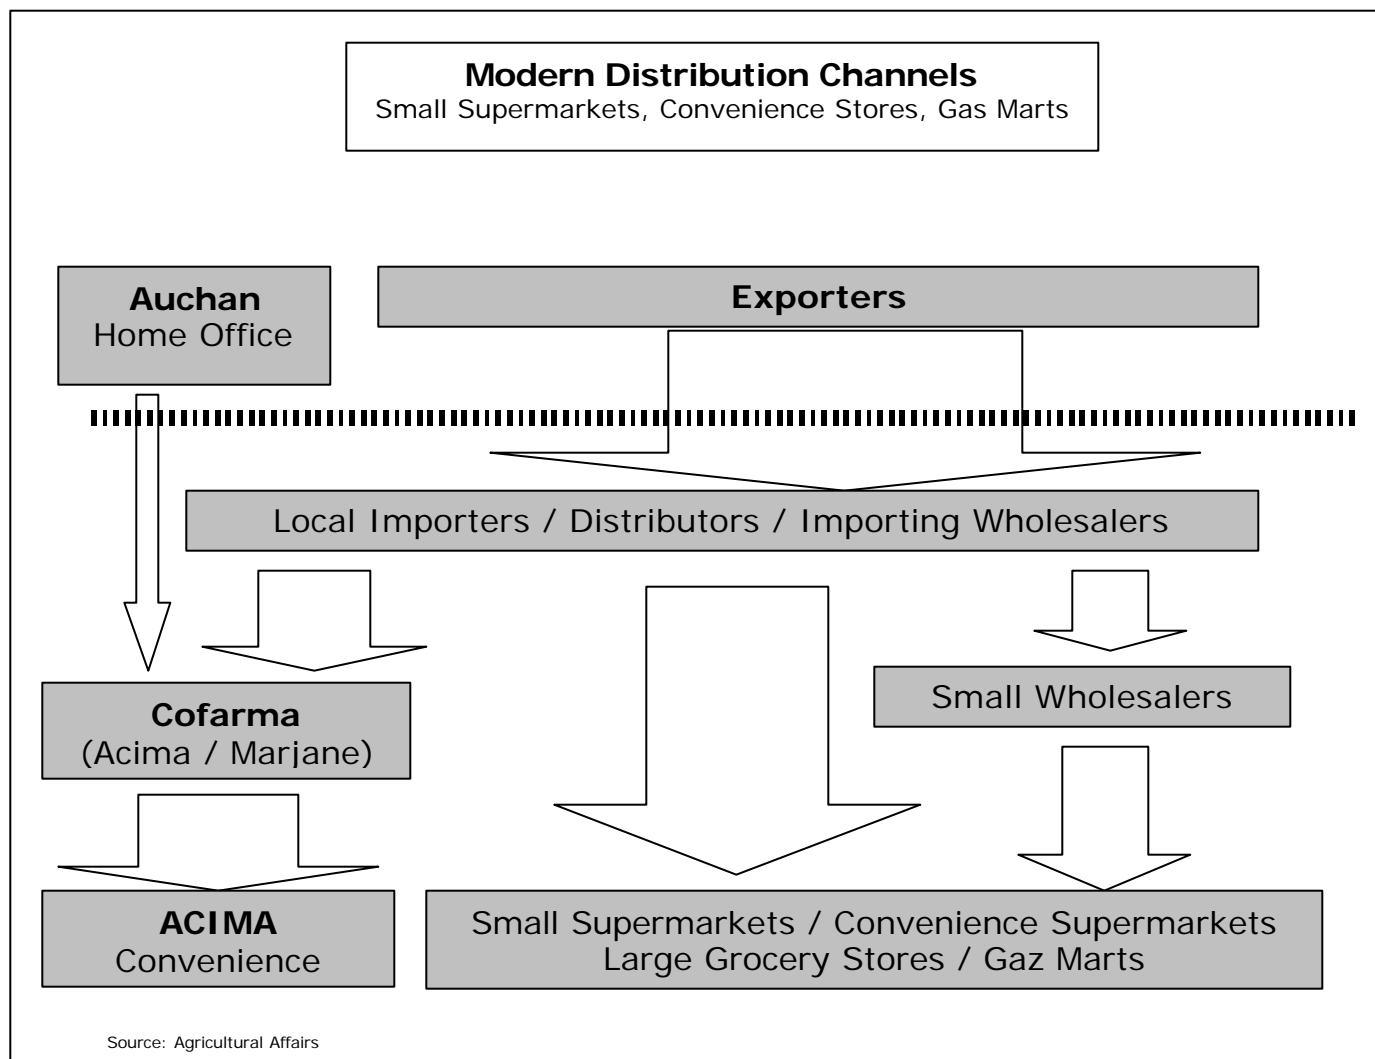 Modern Distribution Channels
Small Supermarkets, Convenience Stores, Gas Marts
Auchan
Home Office
Exporters
Local Importers / Distributors / Importing Wholesalers
Cofarma
(Acima / Marjane)
Small Wholesalers
ACIMA
Convenience
Small Supermarkets / Convenience Supermarkets
Large Grocery Stores / Gaz Marts
Source: Agricultural Affairs